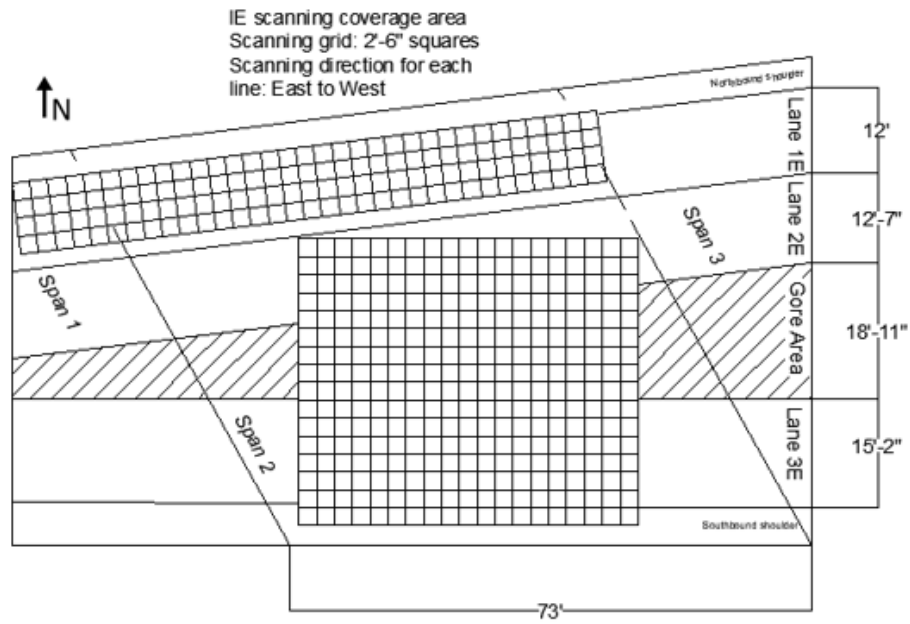 IE scanning coverage area
Scanning grid: 2'-6" squares
Scanning direction for each
line: East to West
N
Northbound shoulder
Lane 1E
12'
Lane 2E
12'-7"
Span 3
Span 1
Gore Area
18'-11"
Span 2
Lane 3E
15'-2"
Southbound shoulder
73'